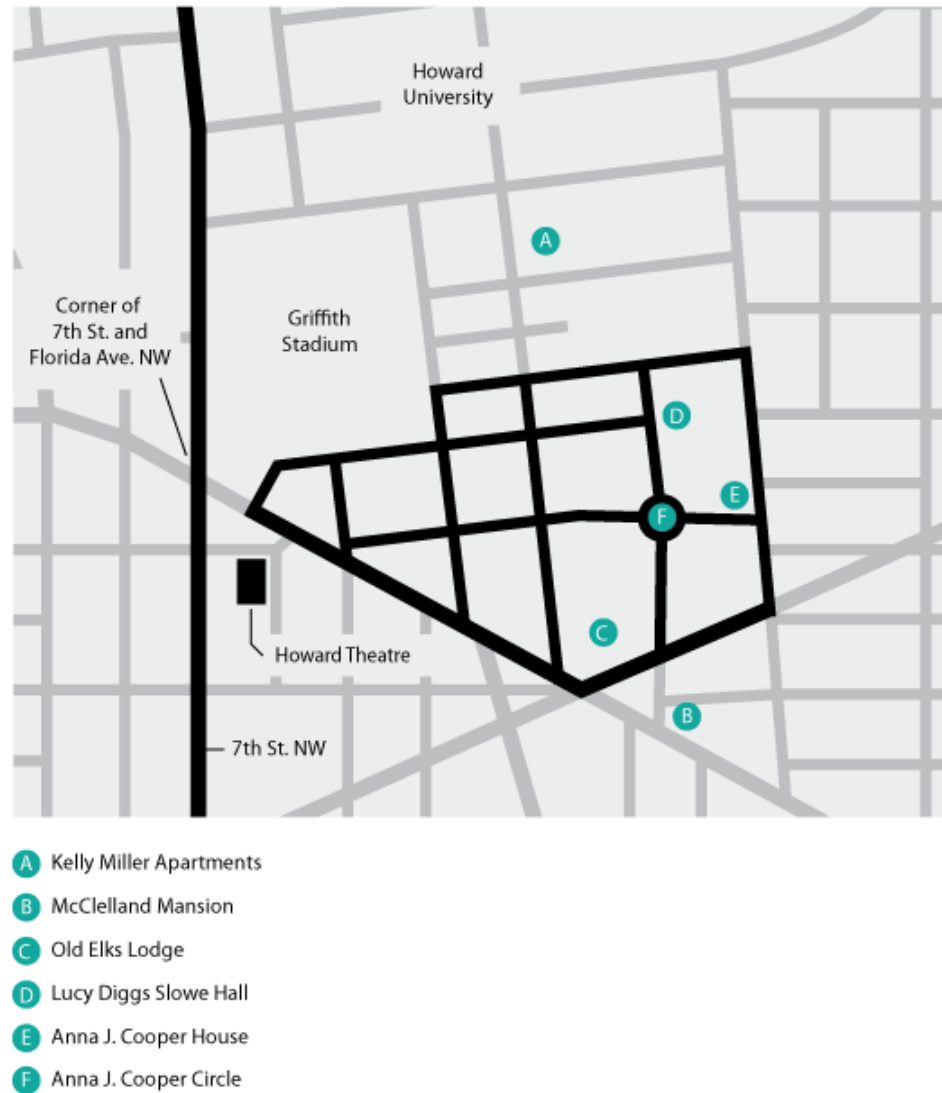 Howard
University
A
Corner of
7th St. and
Florida Ave. NW
Griffith
Stadium
D
E
F
C
Howard Theatre
B
7th St. NW
A Kelly Miller Apartments
B McClelland Mansion
C Old Elks Lodge
D Lucy Diggs Slowe Hall
E Anna J. Cooper House
F Anna J. Cooper Circle